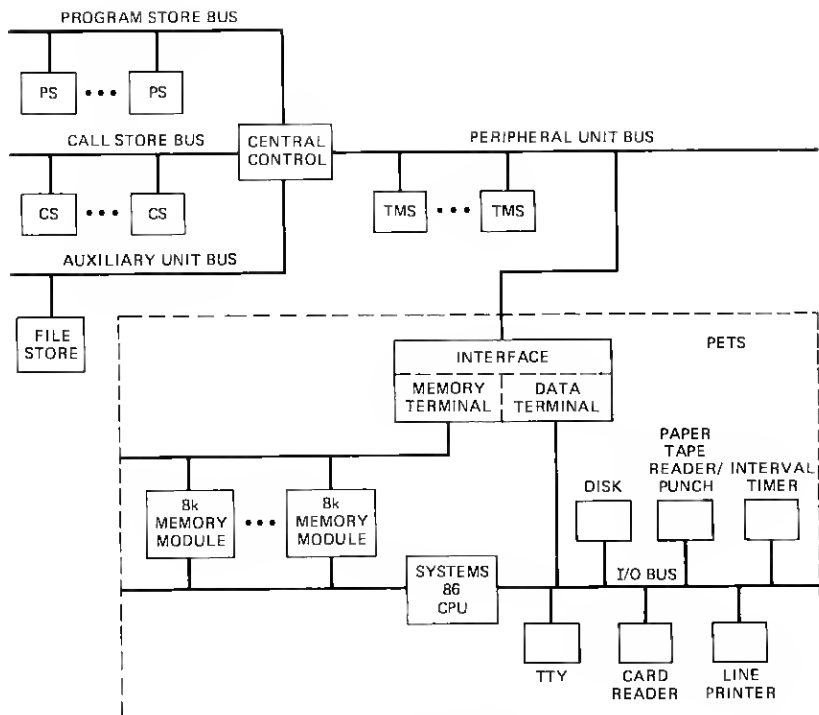 PROGRAM STORE BUS
PS ••• PS
CALL STORE BUS
CENTRAL
CONTROL
PERIPHERAL UNIT BUS
CS ••• CS
TMS ••• TMS
AUXILIARY UNIT BUS
FILE
STORE
PETS
INTERFACE
MEMORY
TERMINAL
DATA
TERMINAL
PAPER
TAPE
READER/
PUNCH
DISK
INTERVAL
TIMER
8k
MEMORY
MODULE
•••
8k
MEMORY
MODULE
SYSTEMS
86
CPU
I/O BUS
TTY
CARD
READER
LINE
PRINTER